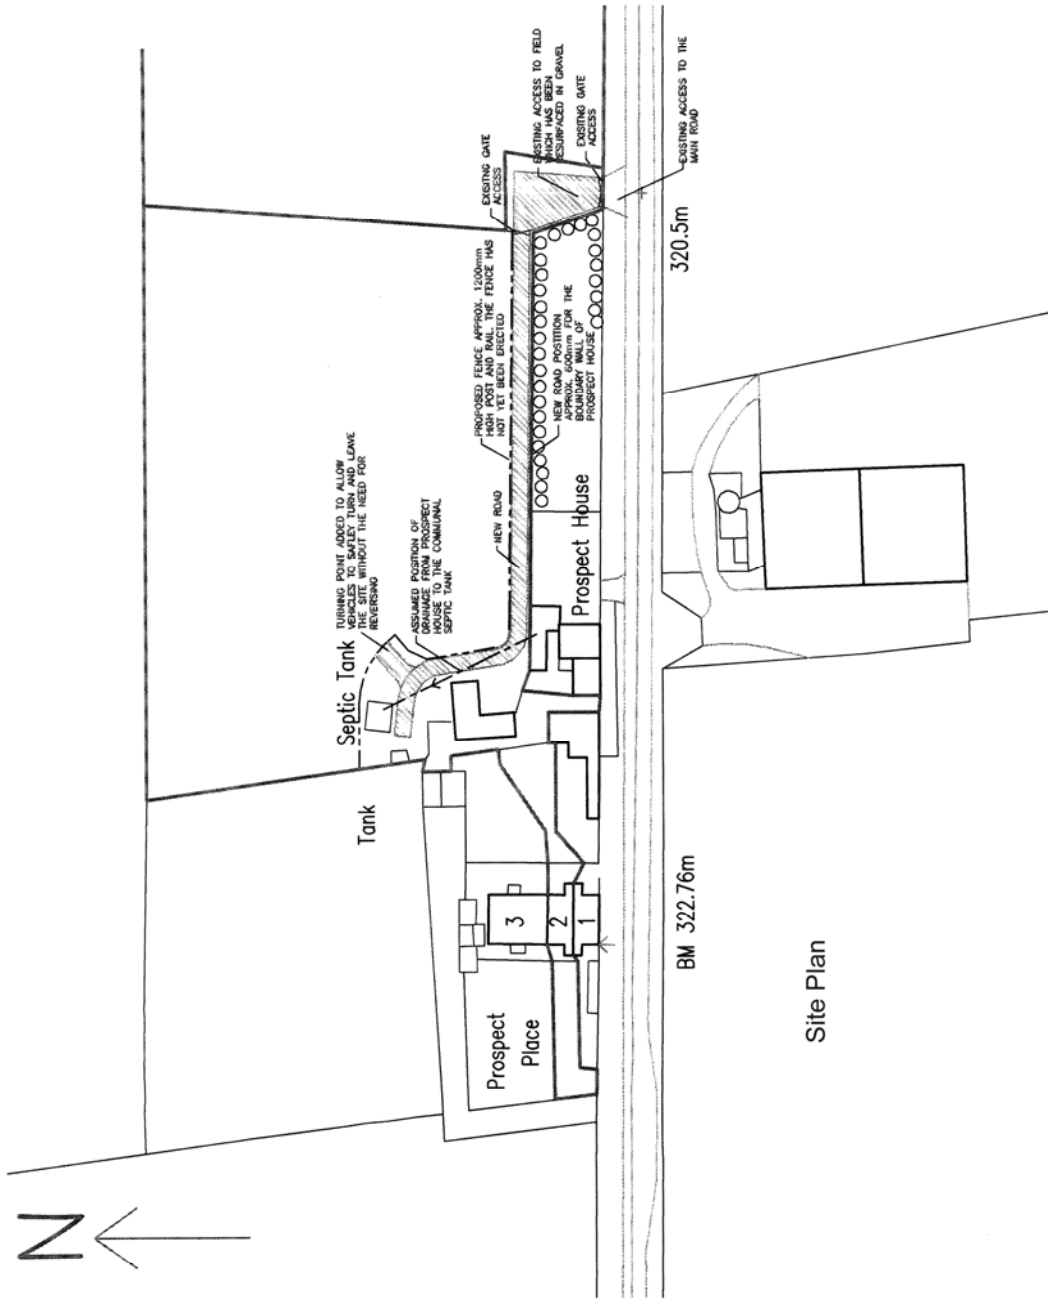 EXISTING ACCESS TO FIELD
WHICH HAS BEEN
RESURFACED IN GRAVEL
EXISITNG GATE
ACCESS
EXISTING ACCESS TO THE
MAIN ROAD
EXISITNG GATE
ACCESS
320.5m
PROPOSED FENCE APPROX. 1200mm
HIGH POST AND RAIL. THE FENCE HAS
NOT YET BEEN ERECTED
NEW ROAD POSTITION
APPROX. 600mm FOR THE
BOUNDARY WALL OF
PROSPECT HOUSE
TURNING POINT ADDED TO ALLOW
VEHICLES TO SAFLEY TURN AND LEAVE
THE SITE WITHOUT THE NEED FOR
REVERSING
ASSUMED POSITION OF
DRAINAGE FROM PROSPECT
HOUSE TO THE COMMUNAL
SEPTIC TANK
NEW ROAD
Prospect House
Septic Tank
Tank
3
2
1
BM 322.76m
Prospect
Place
Site Plan
N